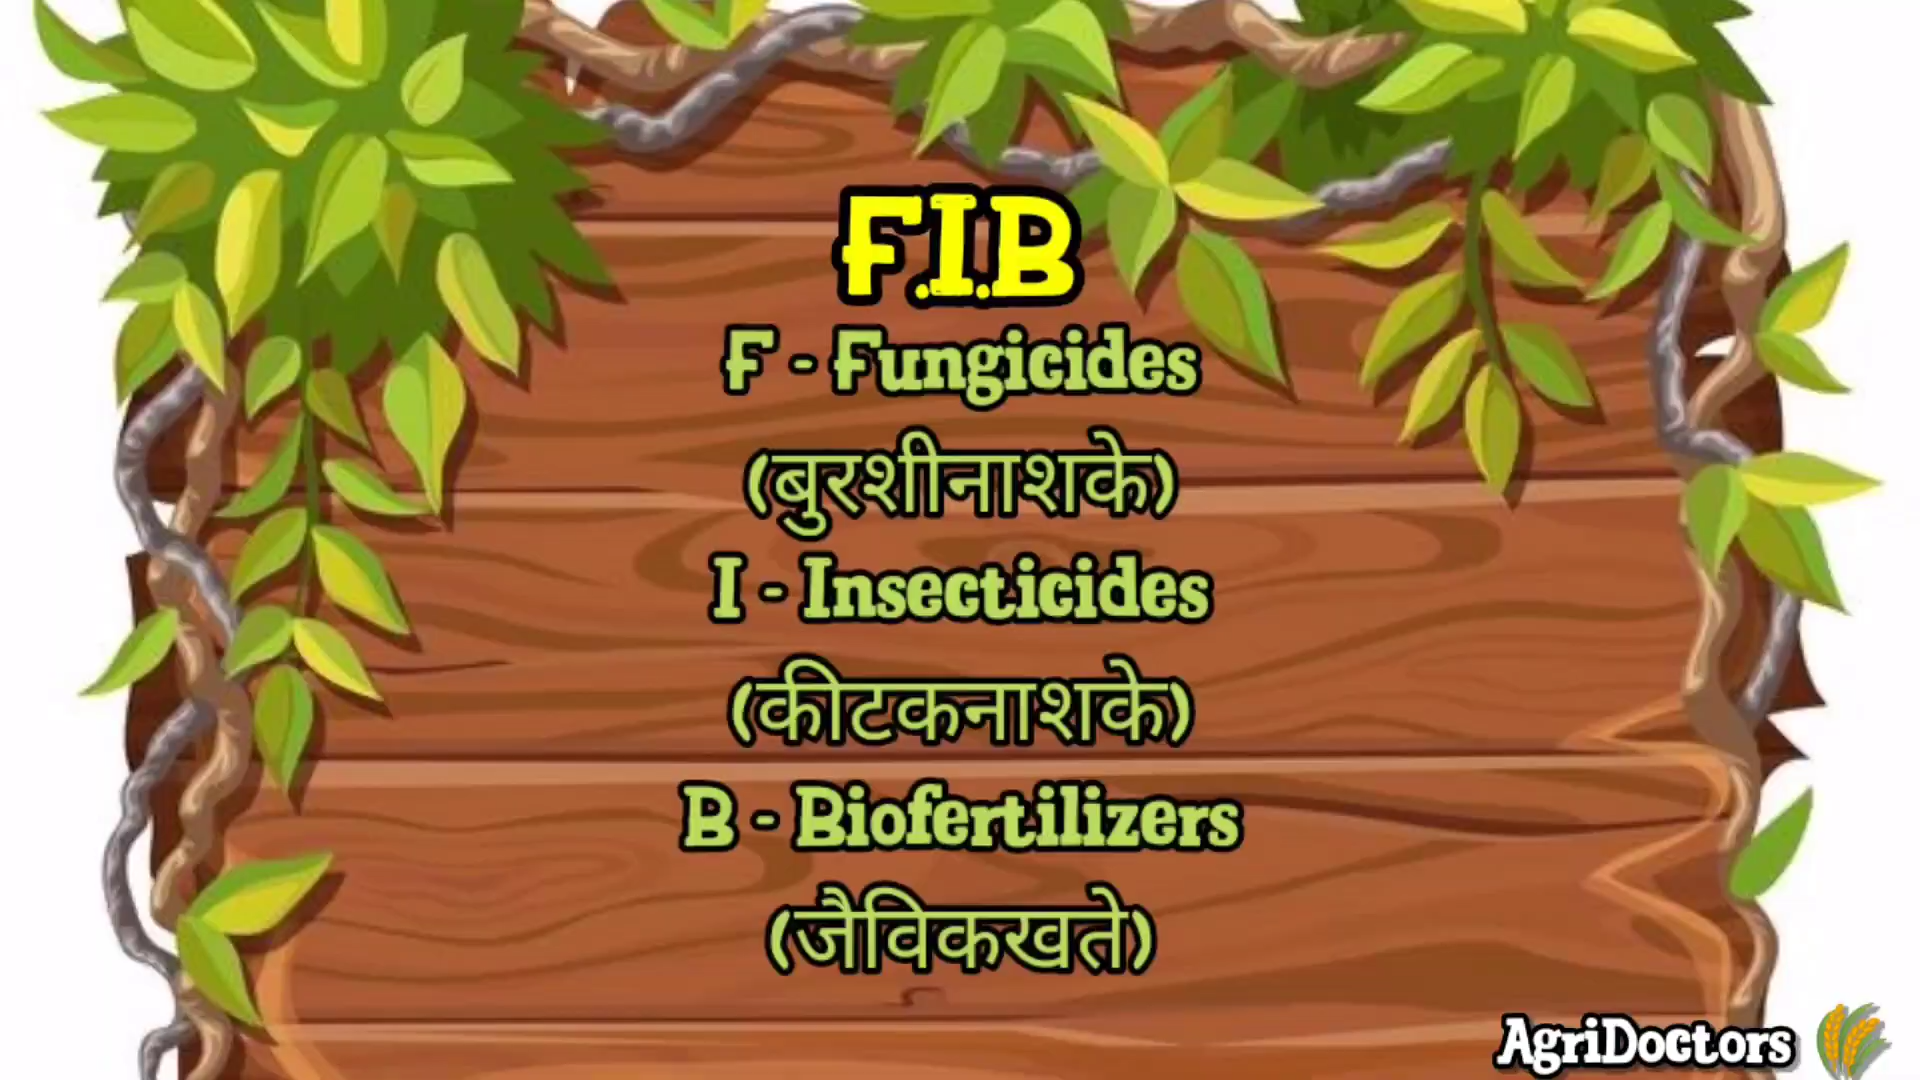 F.I.B
F - Fungicides
(बुरशीनाशके)
I - Insecticides
(कीटकनाशके)
B - Biofertilizers
(जैविकखते)
AgriDoctors